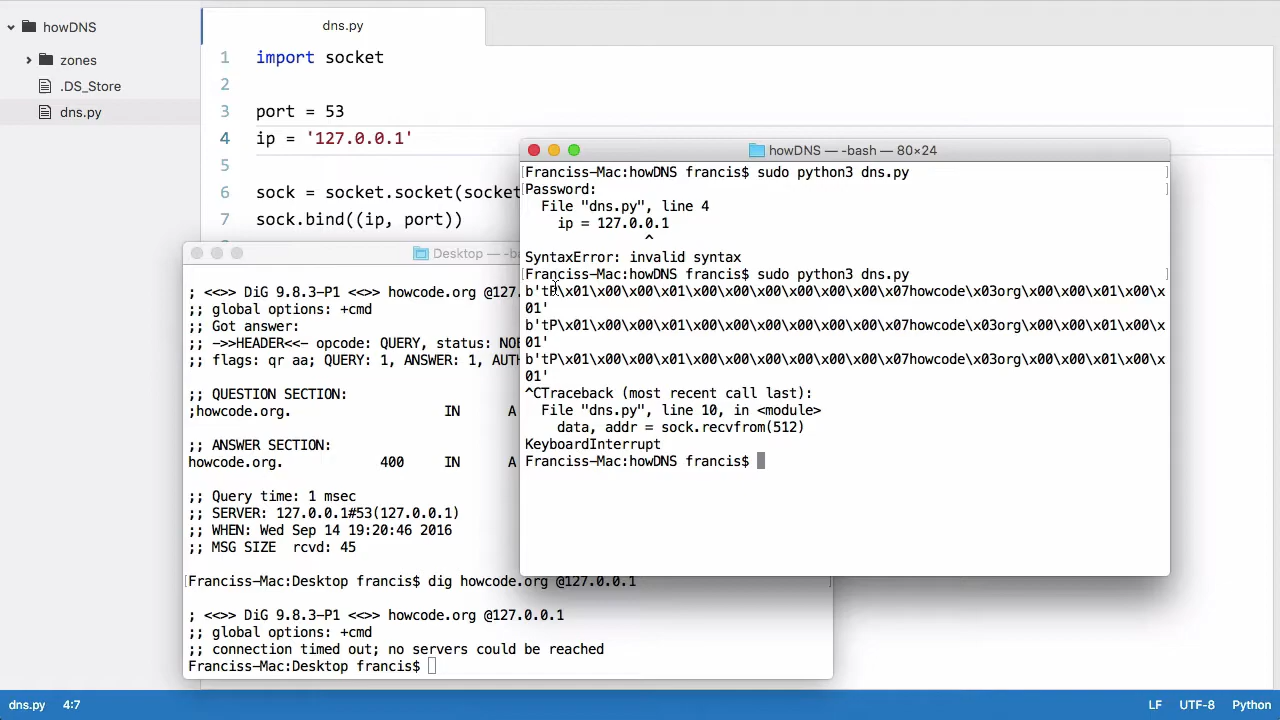 howDNS
zones
.DS_Store
dns.py
dns.py
1 import socket
2
3 port = 53
4 ip = '127.0.0.1'
5
6 sock = socket.socket(socket
7 sock.bind((ip, port))
Desktop — -b
; <<>> DiG 9.8.3-P1 <<>> howcode.org @127.
;; global options: +cmd
;; Got answer:
;; ->>HEADER<<- opcode: QUERY, status: NOE
;; flags: qr aa; QUERY: 1, ANSWER: 1, AUTH
;; QUESTION SECTION:
;howcode.org. IN A
;; ANSWER SECTION:
howcode.org. 400 IN A
;; Query time: 1 msec
;; SERVER: 127.0.0.1#53(127.0.0.1)
;; WHEN: Wed Sep 14 19:20:46 2016
;; MSG SIZE rcvd: 45
[Franciss-Mac:Desktop francis$ dig howcode.org @127.0.0.1 ]
; <<>> DiG 9.8.3-P1 <<>> howcode.org @127.0.0.1
;; global options: +cmd
;; connection timed out; no servers could be reached
Franciss-Mac:Desktop francis$
howDNS — -bash — 80×24
[Franciss-Mac:howDNS francis$ sudo python3 dns.py ]
[Password: ]
File "dns.py", line 4
ip = 127.0.0.1
^
SyntaxError: invalid syntax
[Franciss-Mac:howDNS francis$ sudo python3 dns.py ]
b'tP\x01\x00\x00\x01\x00\x00\x00\x00\x00\x00\x07howcode\x03org\x00\x00\x01\x00\x
01'
b'tP\x01\x00\x00\x01\x00\x00\x00\x00\x00\x00\x07howcode\x03org\x00\x00\x01\x00\x
01'
b'tP\x01\x00\x00\x01\x00\x00\x00\x00\x00\x00\x07howcode\x03org\x00\x00\x01\x00\x
01'
^CTraceback (most recent call last):
File "dns.py", line 10, in <module>
data, addr = sock.recvfrom(512)
KeyboardInterrupt
Franciss-Mac:howDNS francis$
dns.py 4:7 LF UTF-8 Python